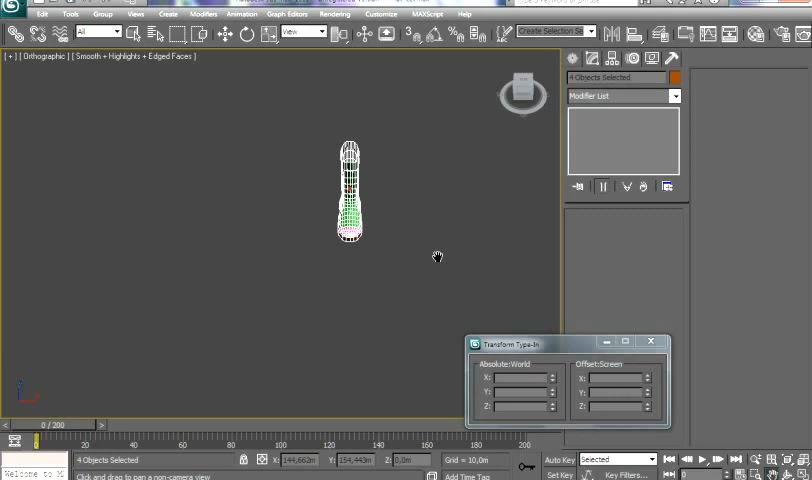 Edit Tools Group Views Create Modifiers Animation Graph Editors Rendering Customize MAXScript Help
All View 3 Create Selection Se
[ + ] [ Orthographic ] [ Smooth + Highlights + Edged Faces ]
4 Objects Selected
Modifier List
Transform Type-In
Absolute:World Offset:Screen
X: X:
Y: Y:
Z: Z:
< 0 / 200 >
0 20 40 60 80 100 120 140 160 180 200
4 Objects Selected X: 144,662m Y: 154,443m Z: 0,0m Grid = 10,0m Auto Key Selected
Welcome to M Click and drag to pan a non-camera view Add Time Tag Set Key Key Filters... 0